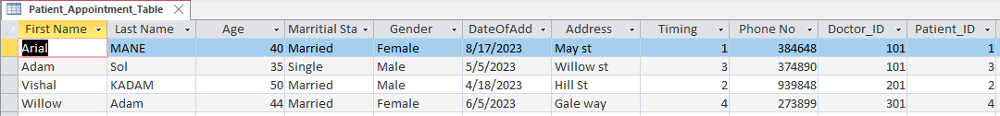 Patient_Appointment_Table
First Name Last Name Age Marritial Sta Gender DateOfAdd Address Timing Phone No Doctor_ID Patient_ID
Arial MANE 40 Married Female 8/17/2023 May st 1 384648 101 1
Adam Sol 35 Single Male 5/5/2023 Willow st 3 374890 101 3
Vishal KADAM 50 Married Male 4/18/2023 Hill St 2 939848 201 2
Willow Adam 44 Married Female 6/5/2023 Gale way 4 273899 301 4